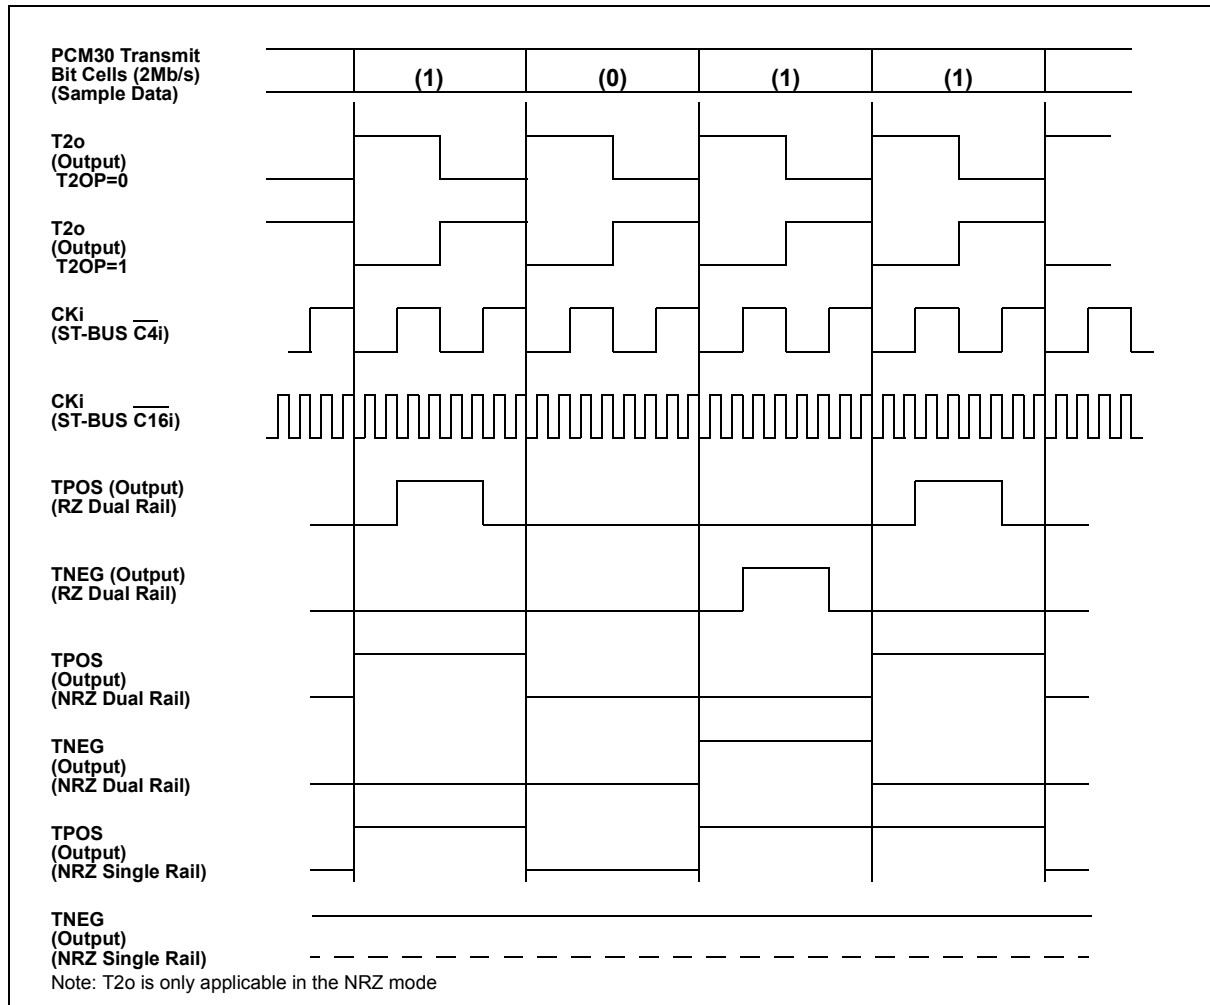 PCM30 Transmit
Bit Cells (2Mb/s)
(Sample Data)
(1)
(0)
(1)
(1)
T2o
(Output)
T2OP=0
T2o
(Output)
T2OP=1
CKi
(ST-BUS C4i)
CKi
(ST-BUS C16i)
TPOS (Output)
(RZ Dual Rail)
TNEG (Output)
(RZ Dual Rail)
TPOS
(Output)
(NRZ Dual Rail)
TNEG
(Output)
(NRZ Dual Rail)
TPOS
(Output)
(NRZ Single Rail)
TNEG
(Output)
(NRZ Single Rail)
Note: T2o is only applicable in the NRZ mode